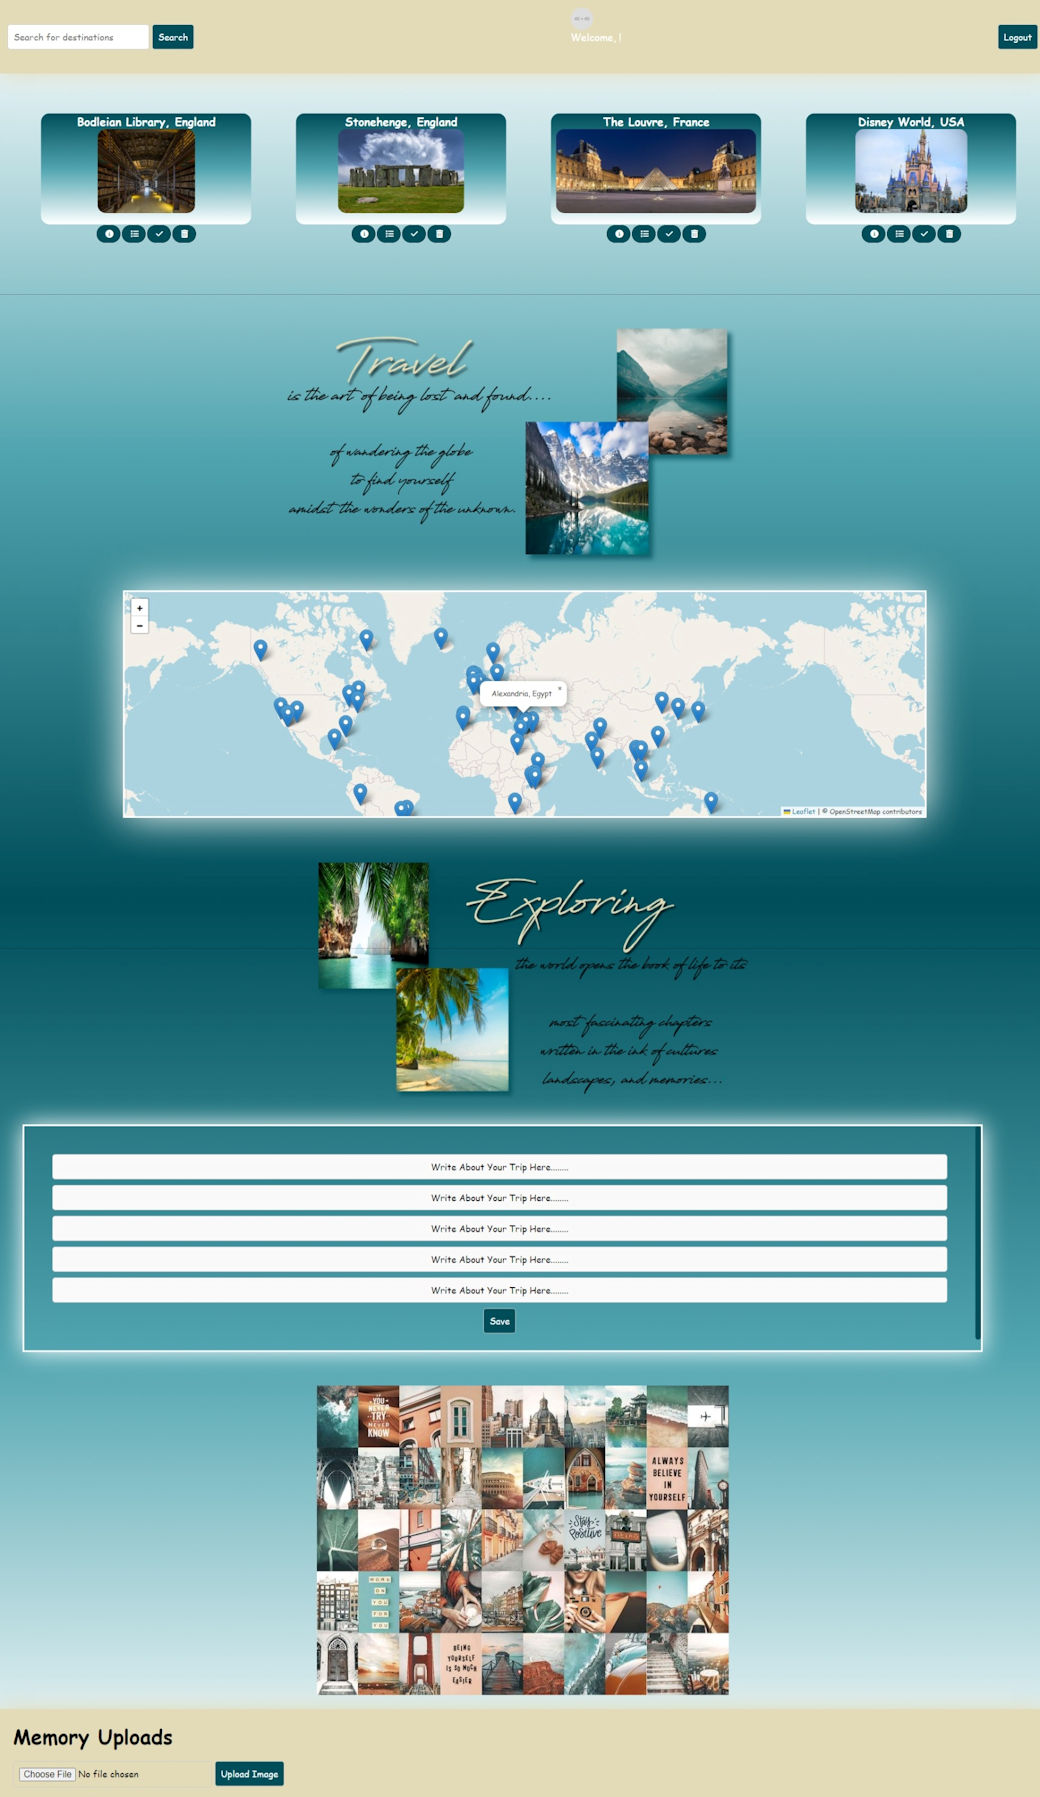 Search for destinations
Search
Welcome, !
Logout
Bodleian Library, England
Stonehenge, England
The Louvre, France
Disney World, USA
Travel
is the art of being lost and found....
of wandering the globe
to find yourself
amidst the wonders of the unknown.
+
−
Alexandria, Egypt
×
Leaflet | © OpenStreetMap contributors
Exploring
the world opens the book of life to its
most fascinating chapters
written in the ink of cultures
landscapes, and memories...
Write About Your Trip Here........
Write About Your Trip Here........
Write About Your Trip Here........
Write About Your Trip Here........
Write About Your Trip Here........
Save
IF
YOU
NEVER
TRY
NEVER
KNOW
ALWAYS
BELIEVE
IN
YOURSELF
Stay
Positive
METRO
WORK
ON
YOU
FOR
YOU
BEING
YOURSELF
IS SO MUCH
EASIER
Memory Uploads
Choose File No file chosen
Upload Image